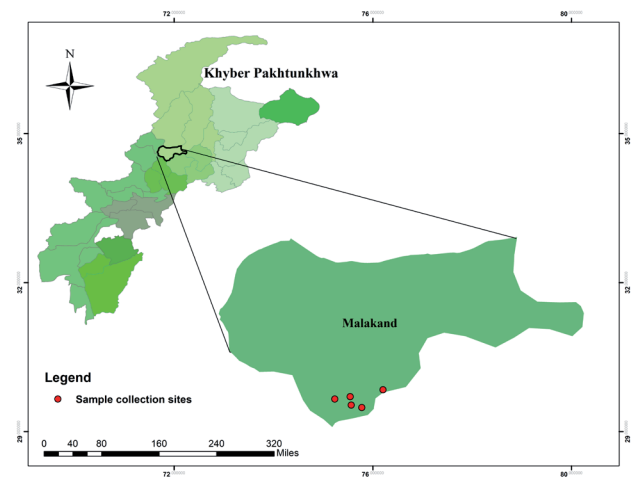 72 76 80
N
Khyber Pakhtunkhwa
35 35
32 32
Malakand
Legend
Sample collection sites
29 29
0 40 80 160 240 320
Miles
72 76 80